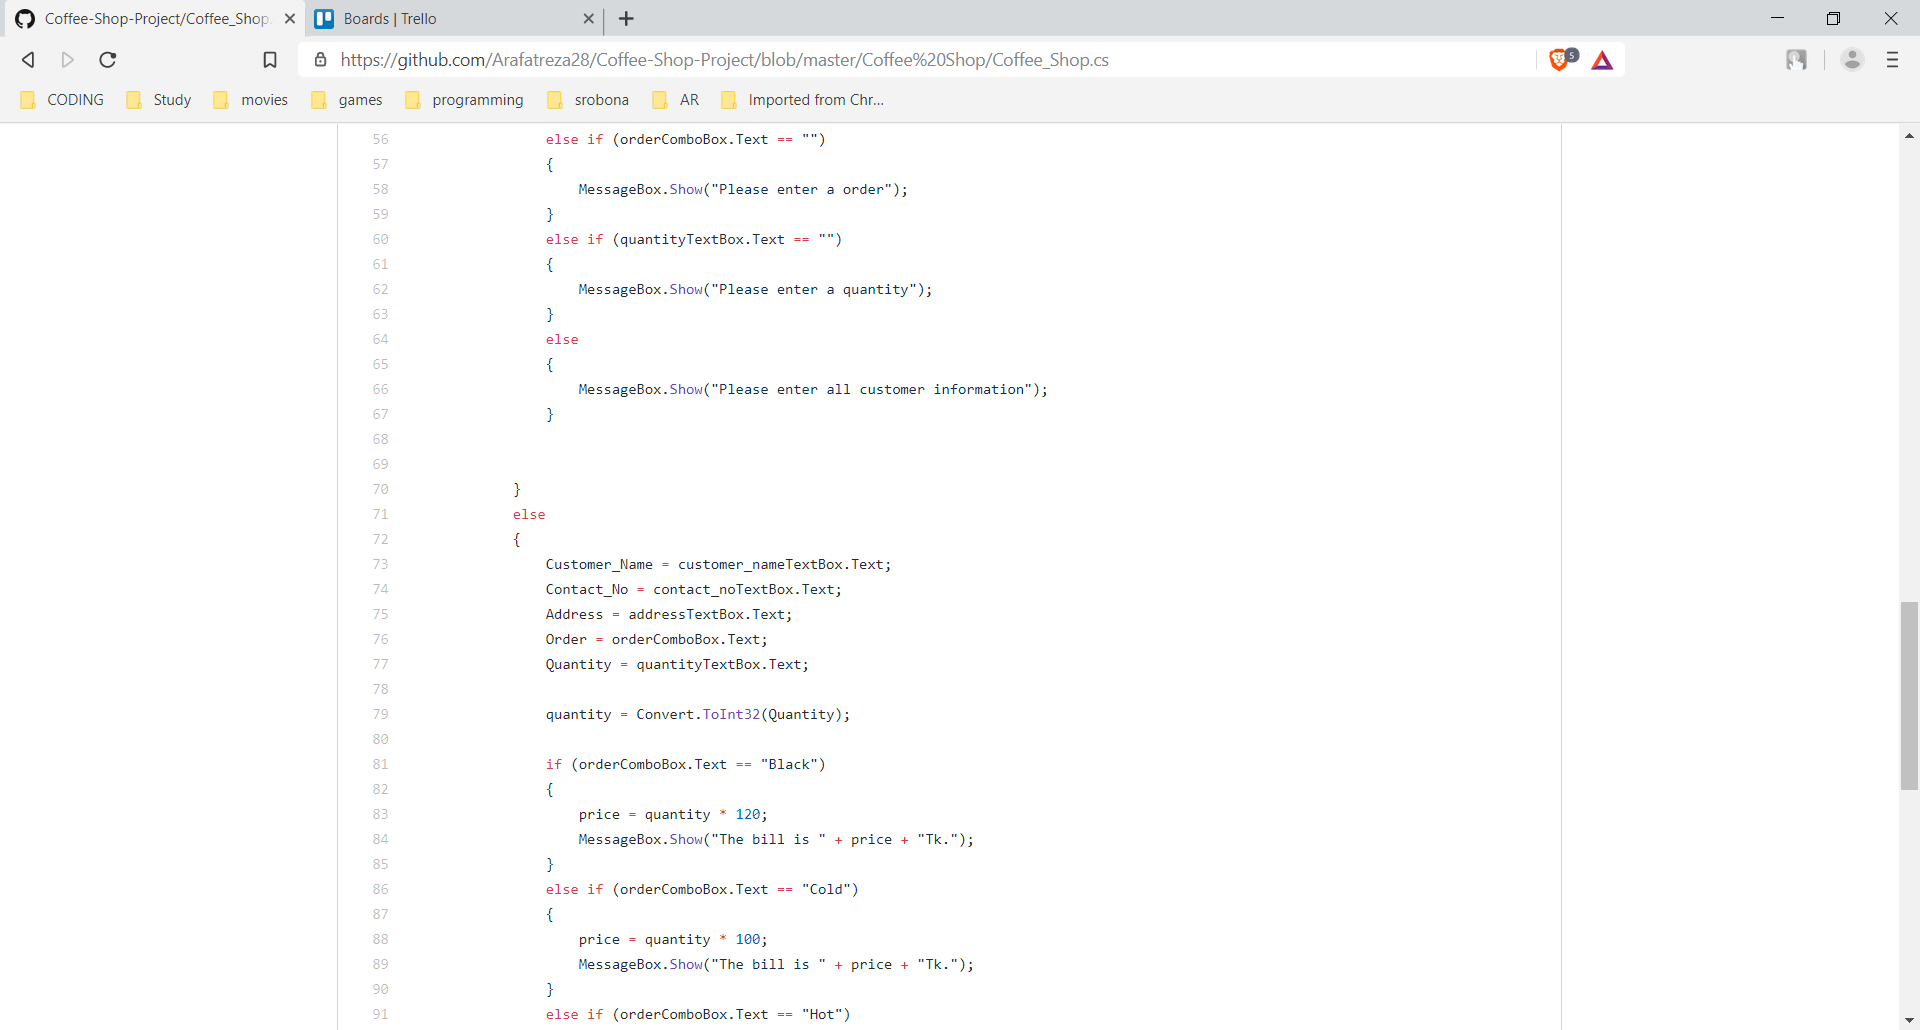 Coffee-Shop-Project/Coffee_Shop.
Boards | Trello
https://github.com/Arafatreza28/Coffee-Shop-Project/blob/master/Coffee%20Shop/Coffee_Shop.cs
5
CODING Study movies games programming srobona AR Imported from Chr...
56 else if (orderComboBox.Text == "")
57 {
58 MessageBox.Show("Please enter a order");
59 }
60 else if (quantityTextBox.Text == "")
61 {
62 MessageBox.Show("Please enter a quantity");
63 }
64 else
65 {
66 MessageBox.Show("Please enter all customer information");
67 }
68
69
70 }
71 else
72 {
73 Customer_Name = customer_nameTextBox.Text;
74 Contact_No = contact_noTextBox.Text;
75 Address = addressTextBox.Text;
76 Order = orderComboBox.Text;
77 Quantity = quantityTextBox.Text;
78
79 quantity = Convert.ToInt32(Quantity);
80
81 if (orderComboBox.Text == "Black")
82 {
83 price = quantity * 120;
84 MessageBox.Show("The bill is " + price + "Tk.");
85 }
86 else if (orderComboBox.Text == "Cold")
87 {
88 price = quantity * 100;
89 MessageBox.Show("The bill is " + price + "Tk.");
90 }
91 else if (orderComboBox.Text == "Hot")